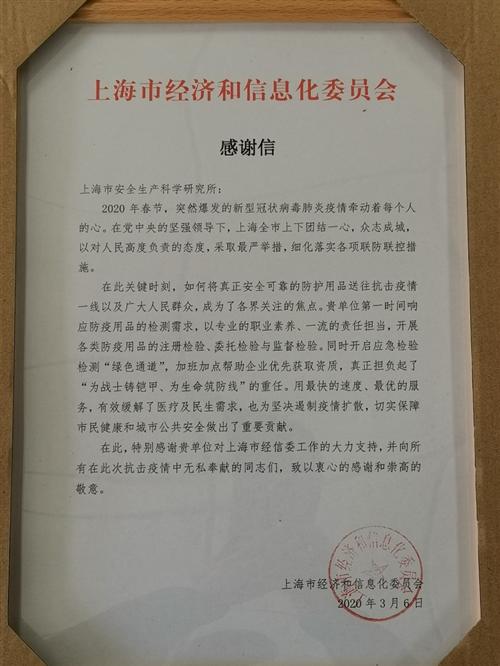 上海市经济和信息化委员会
感谢信
上海市安全生产科学研究所：
2020年春节，突然爆发的新型冠状病毒肺炎疫情牵动着每个人
的心。在党中央的坚强领导下，上海全市上下团结一心，众志成城，
以对人民高度负责的态度，采取最严举措，细化落实各项联防联控措
施。
在此关键时刻，如何将真正安全可靠的防护用品送往抗击疫情
一线以及广大人民群众，成为了各界关注的焦点。贵单位第一时间响
应防疫用品的检测需求，以专业的职业素养、一流的责任担当，开展
各类防疫用品的注册检验、委托检验与监督检验。同时开启应急检验
检测“绿色通道”，加班加点帮助企业优先获取资质，真正担负起了
“为战士铸铠甲、为生命筑防线”的重任。用最快的速度、最优的服
务，有效缓解了医疗及民生需求，也为坚决遏制疫情扩散，切实保障
市民健康和城市公共安全做出了重要贡献。
在此，特别感谢贵单位对上海市经信委工作的大力支持，并向所
有在此次抗击疫情中无私奉献的同志们，致以衷心的感谢和崇高的
敬意。
上海市经济和信息化委员会
上海市经济和信息化委员会
2020年3月6日